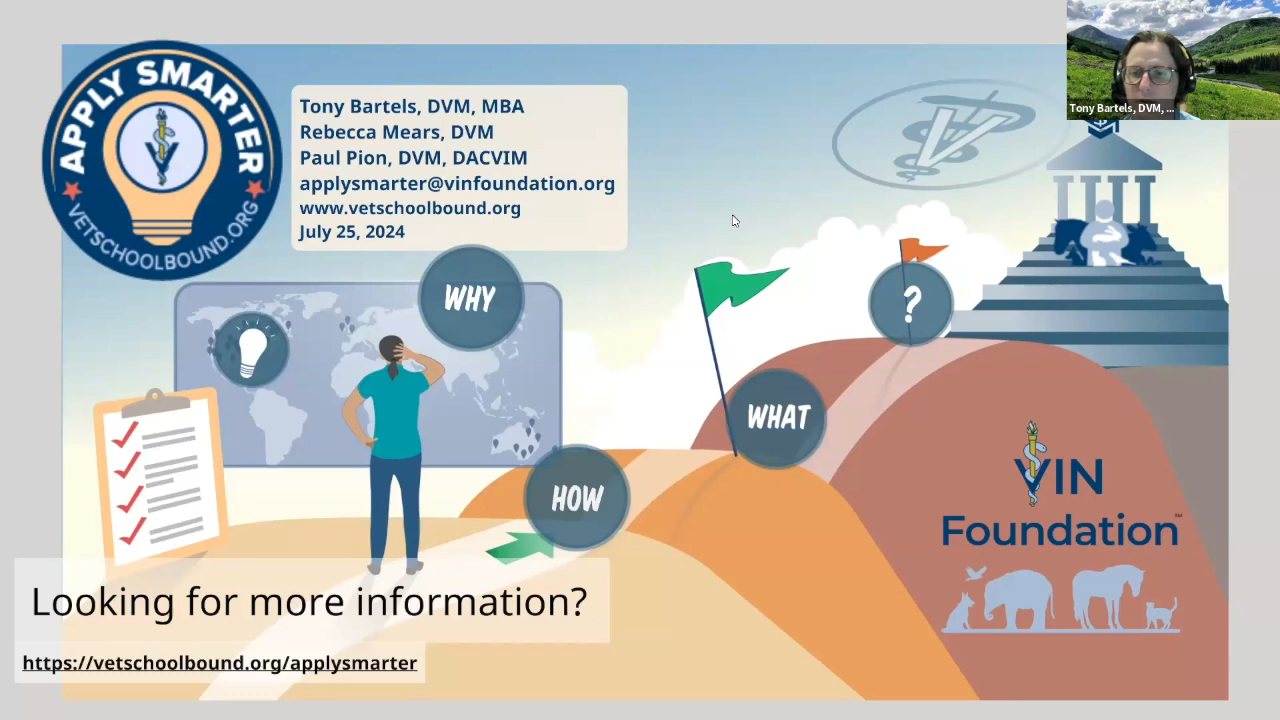 APPLY SMARTER
VETSCHOOLBOUND.ORG
Tony Bartels, DVM, MBA
Rebecca Mears, DVM
Paul Pion, DVM, DACVIM
applysmarter@vinfoundation.org
www.vetschoolbound.org
July 25, 2024
Tony Bartels, DVM, ...
V
WHY
?
WHAT
HOW
VIN
Foundation™
Looking for more information?
https://vetschoolbound.org/applysmarter